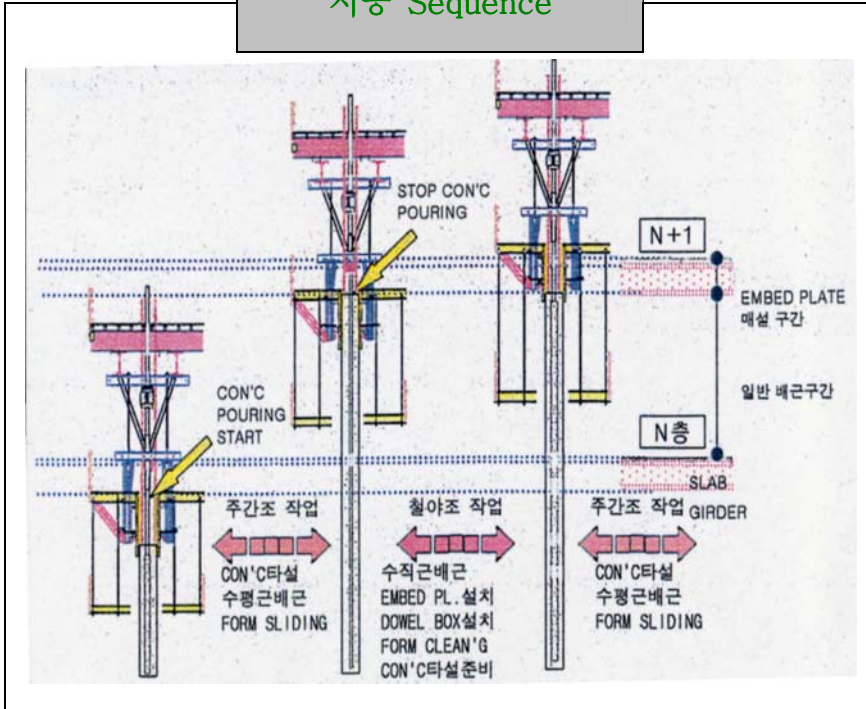 시공 Sequence
STOP CON'C
POURING
N+1
EMBED PLATE
매설 구간
일반 배근구간
CON'C
POURING
START
N층
SLAB
GIRDER
주간조 작업
철야조 작업
주간조 작업
CON'C타설
수평근배근
FORM SLIDING
수직근배근
EMBED PL.설치
DOWEL BOX설치
FORM CLEAN'G
CON'C타설준비
CON'C타설
수평근배근
FORM SLIDING